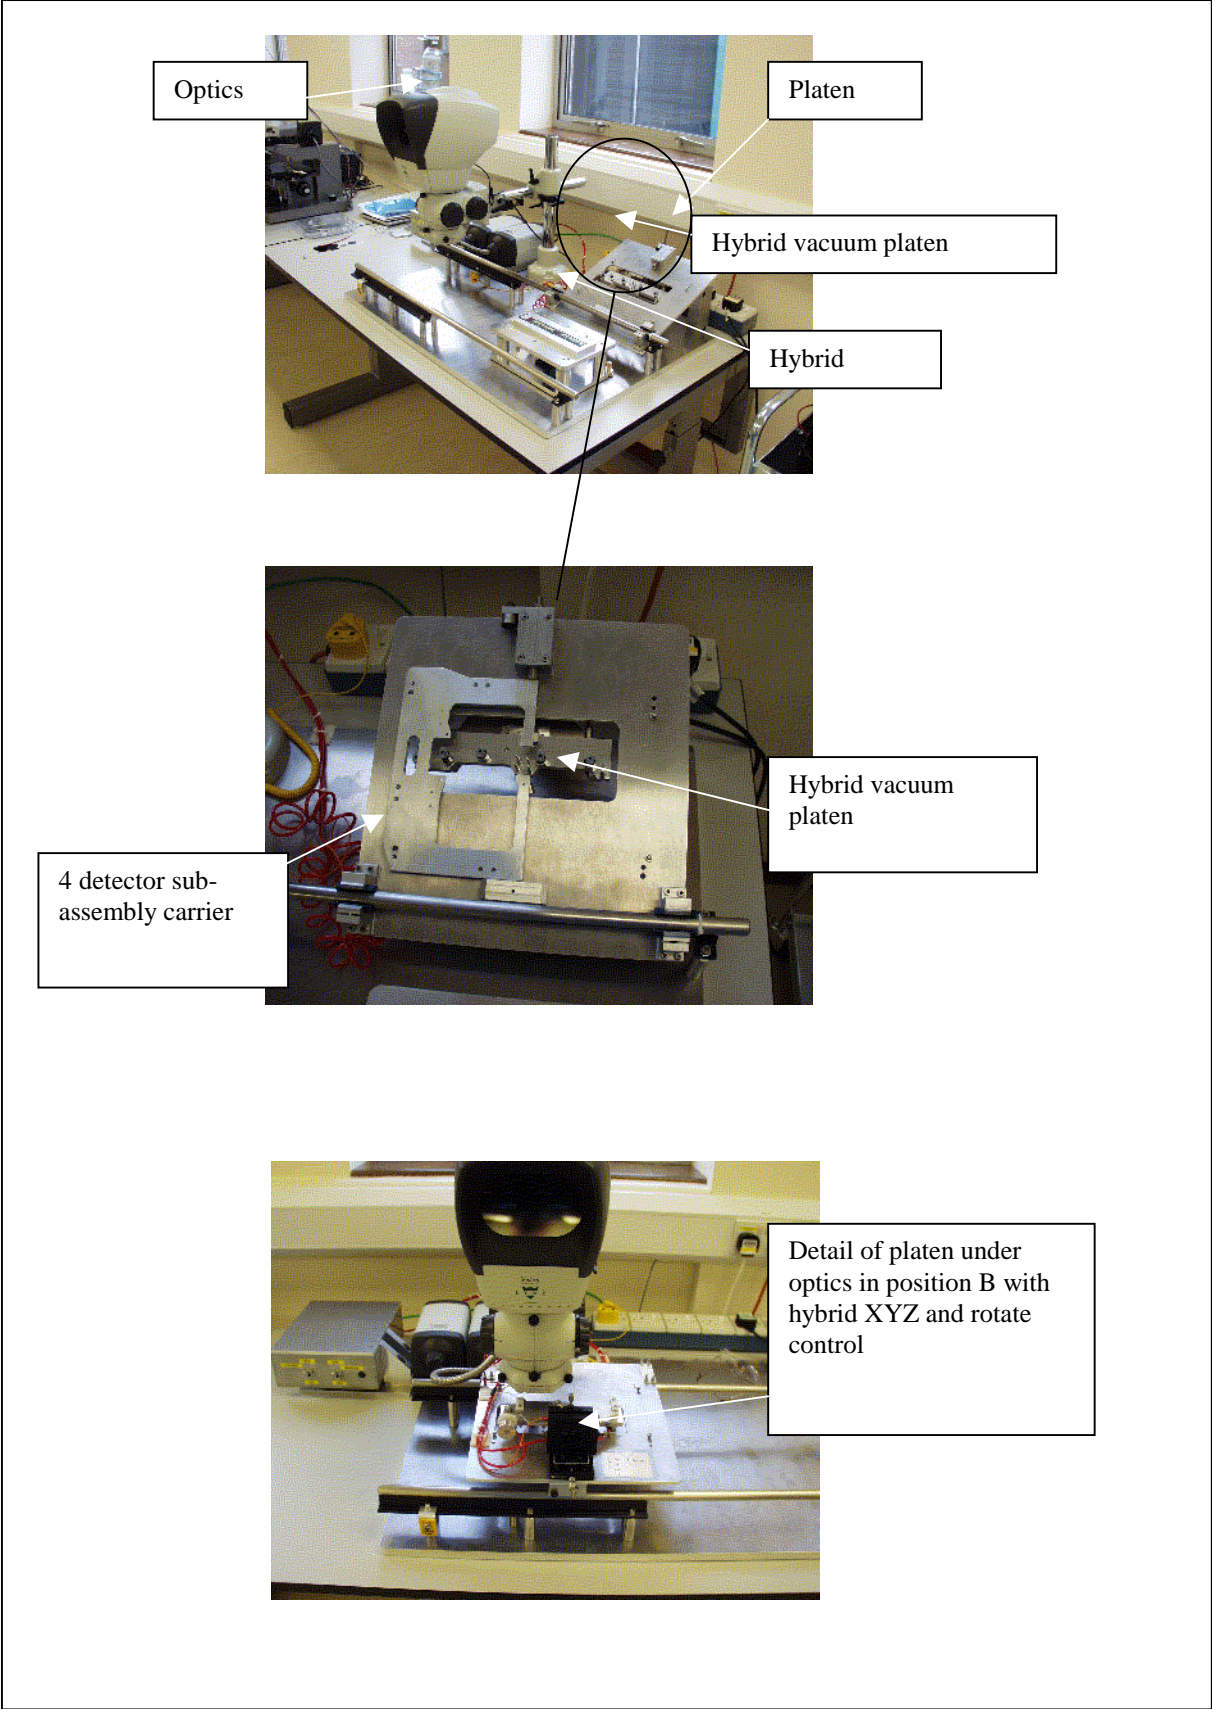 Optics
Platen
Hybrid vacuum platen
Hybrid
Hybrid vacuum
platen
4 detector sub-
assembly carrier
Detail of platen under
optics in position B with
hybrid XYZ and rotate
control